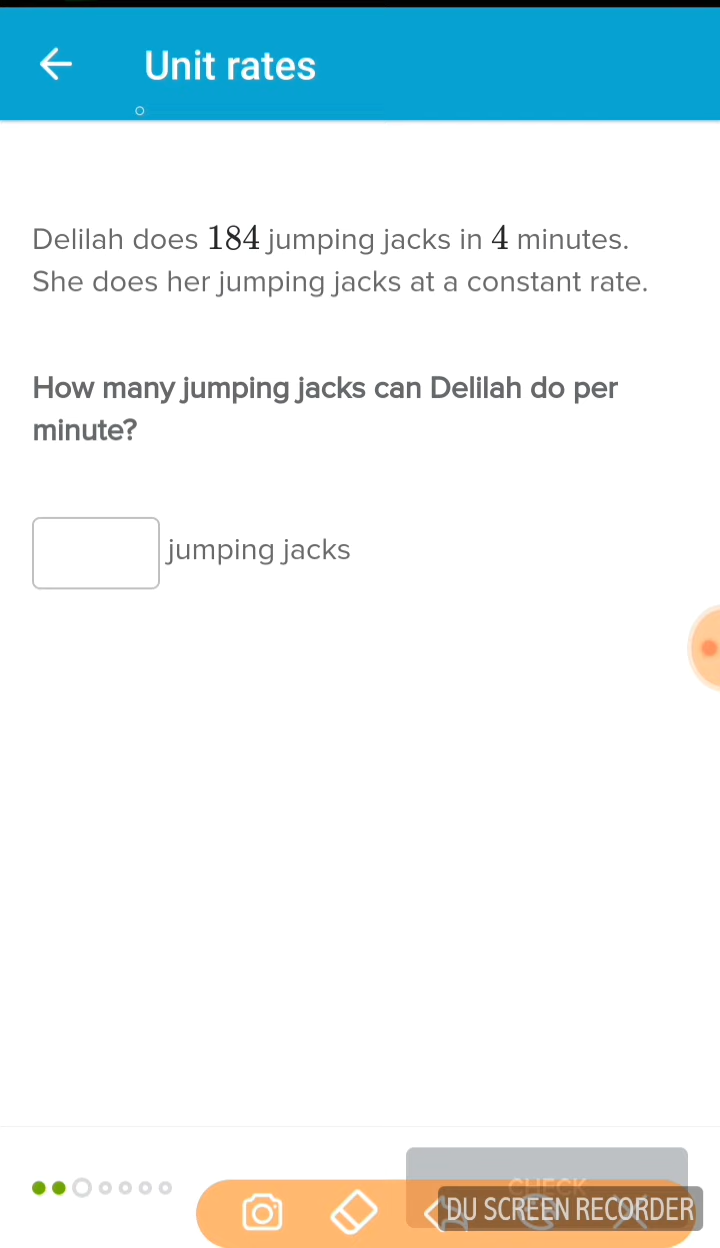 Unit rates
Delilah does 184 jumping jacks in 4 minutes.
She does her jumping jacks at a constant rate.
How many jumping jacks can Delilah do per
minute?
jumping jacks
CHECK
DU SCREEN RECORDER